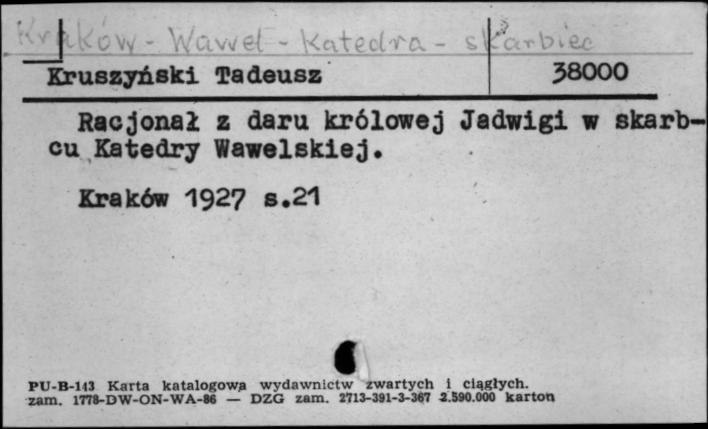 Kraków - Wawel - Katedra - skarbiec
Kruszyński Tadeusz 38000
Racjonał z daru królowej Jadwigi w skarb-
cu Katedry Wawelskiej.
Kraków 1927 s.21
PU-B-143 Karta katalogowa wydawnictw zwartych i ciągłych.
zam. 1778-DW-ON-WA-86 — DZG zam. 2713-391-3-367 2.590.000 karton